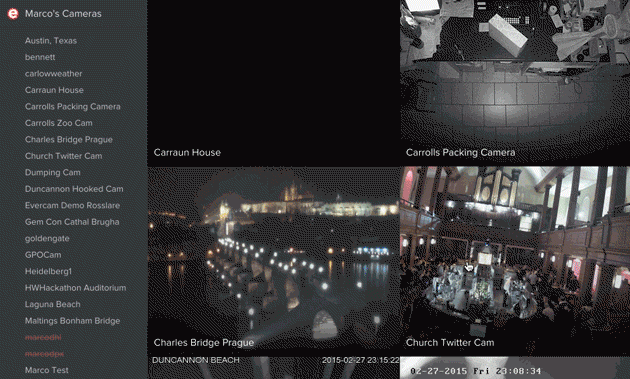 e Marco's Cameras
Austin, Texas
bennett
carlowweather
Carraun House
Carrolls Packing Camera
Carrolls Zoo Cam
Charles Bridge Prague
Church Twitter Cam
Dumping Cam
Duncannon Hooked Cam
Evercam Demo Rosslare
Gem Con Cathal Brugha
goldengate
GPOCam
Heidelberg1
HWHackathon Auditorium
Laguna Beach
Maltings Bonham Bridge
marcodhi
marcodps
Marco Test
Carraun House
Carrolls Packing Camera
Charles Bridge Prague
Church Twitter Cam
DUNCANNON BEACH 2015-02-27 23:15:22
02-27-2015 Fri 23:08:34